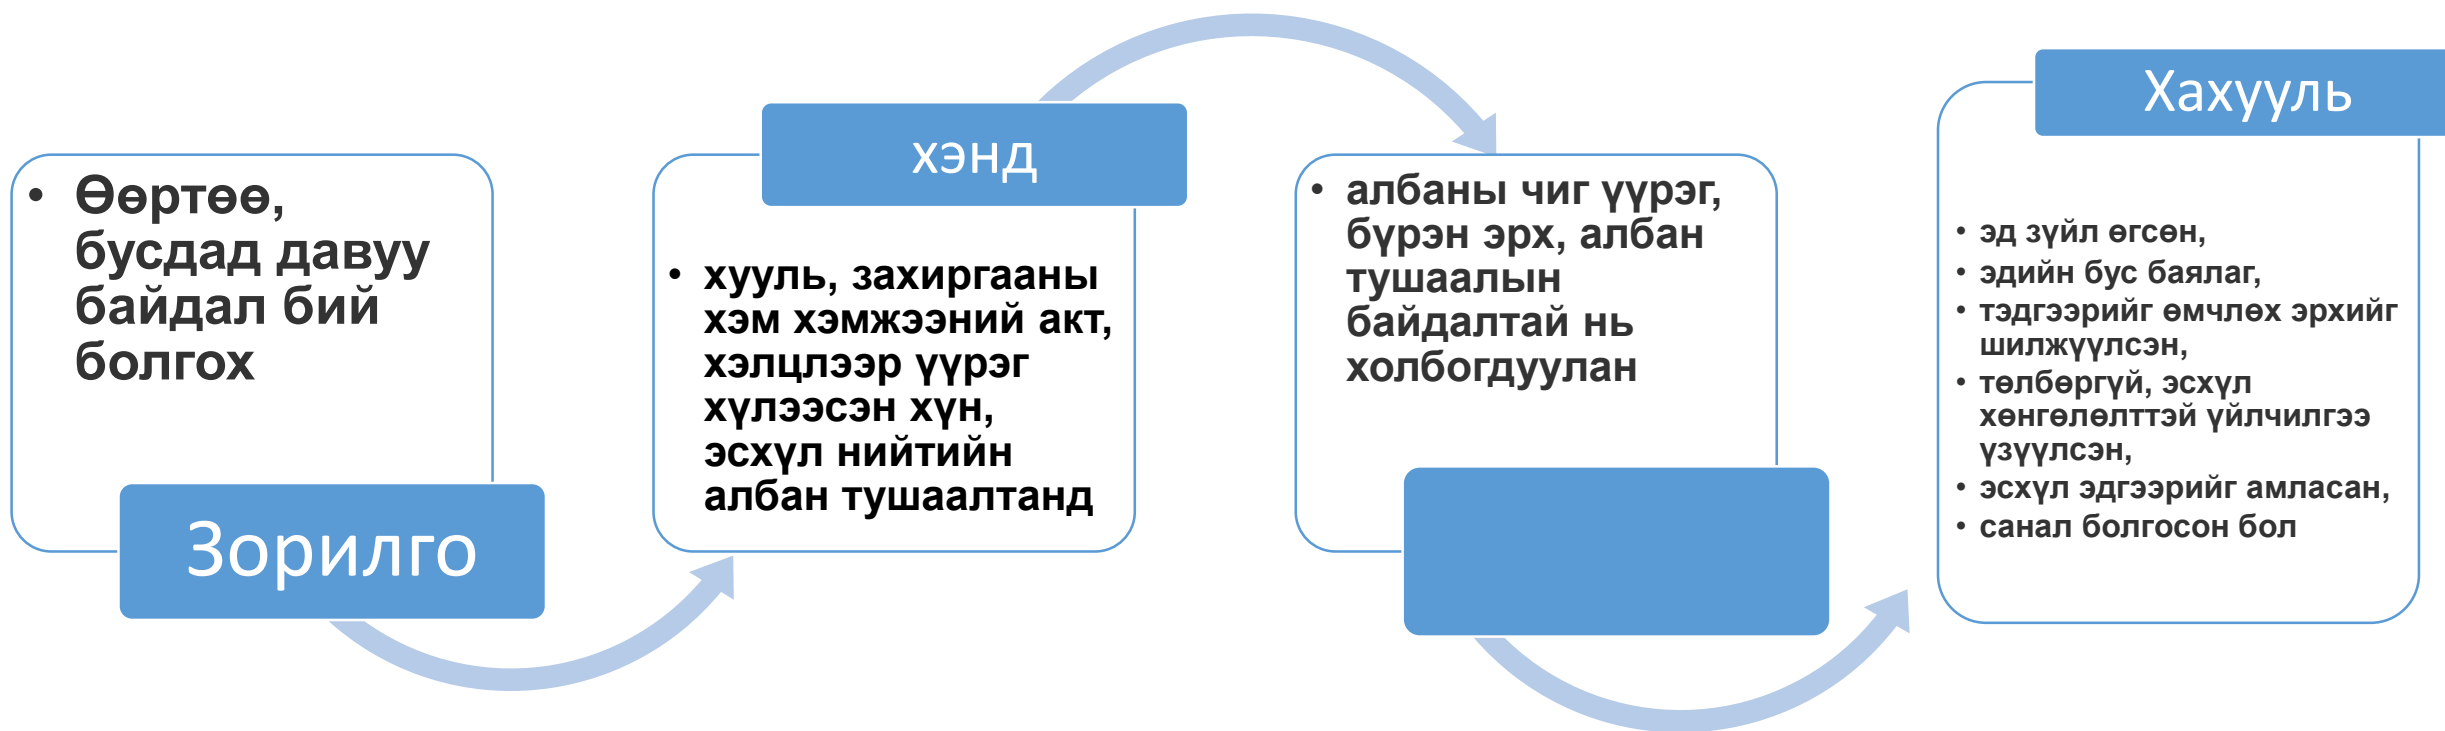 • Өөртөө,
бусдад давуу
байдал бий
болгох
Зорилго
хэнд
• хууль, захиргааны
хэм хэмжээний акт,
хэлцлээр үүрэг
хүлээсэн хүн,
эсхүл нийтийн
албан тушаалтанд
• албаны чиг үүрэг,
бүрэн эрх, албан
тушаалын
байдалтай нь
холбогдуулан
Хахууль
• эд зүйл өгсөн,
• эдийн бус баялаг,
• тэдгээрийг өмчлөх эрхийг
шилжүүлсэн,
• төлбөргүй, эсхүл
хөнгөлөлттэй үйлчилгээ
үзүүлсэн,
• эсхүл эдгээрийг амласан,
• санал болгосон бол